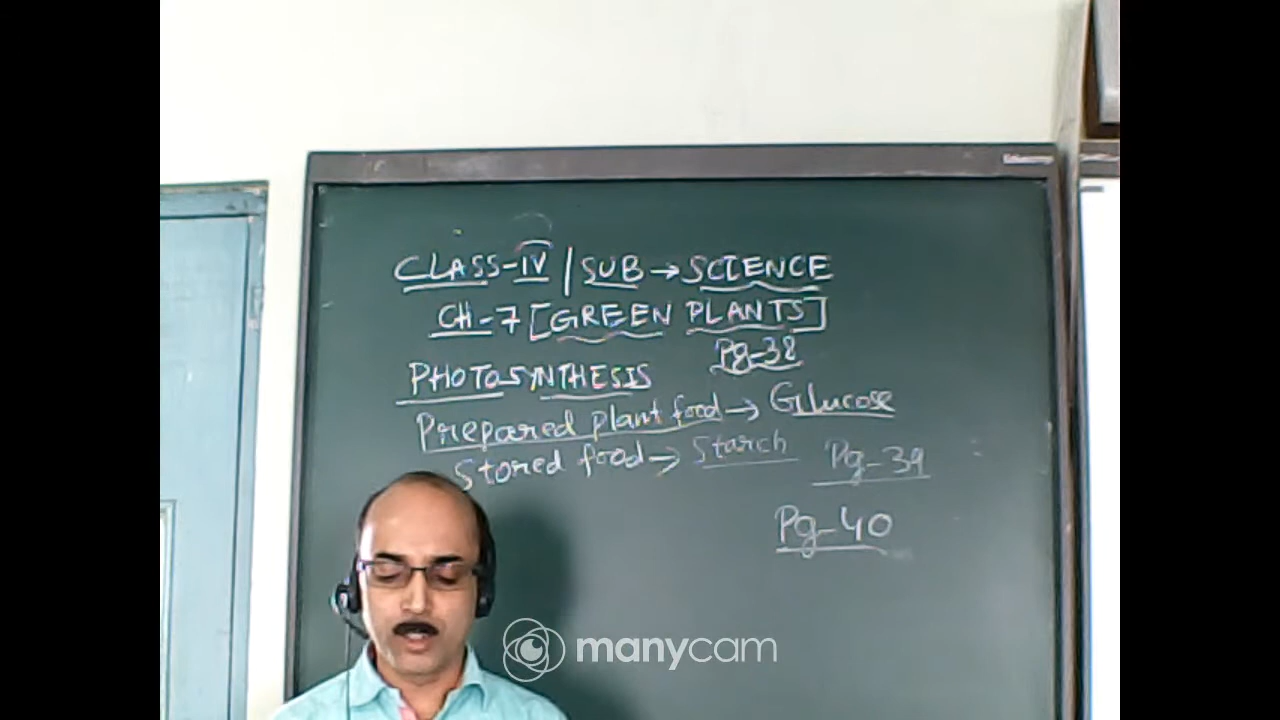 CLASS-IV | SUB → SCIENCE
CH-7 [GREEN PLANTS]
Pg-38
PHOTOSYNTHESIS
Prepared plant food → Glucose
Stored food → Starch
Pg-39
Pg-40
manycam